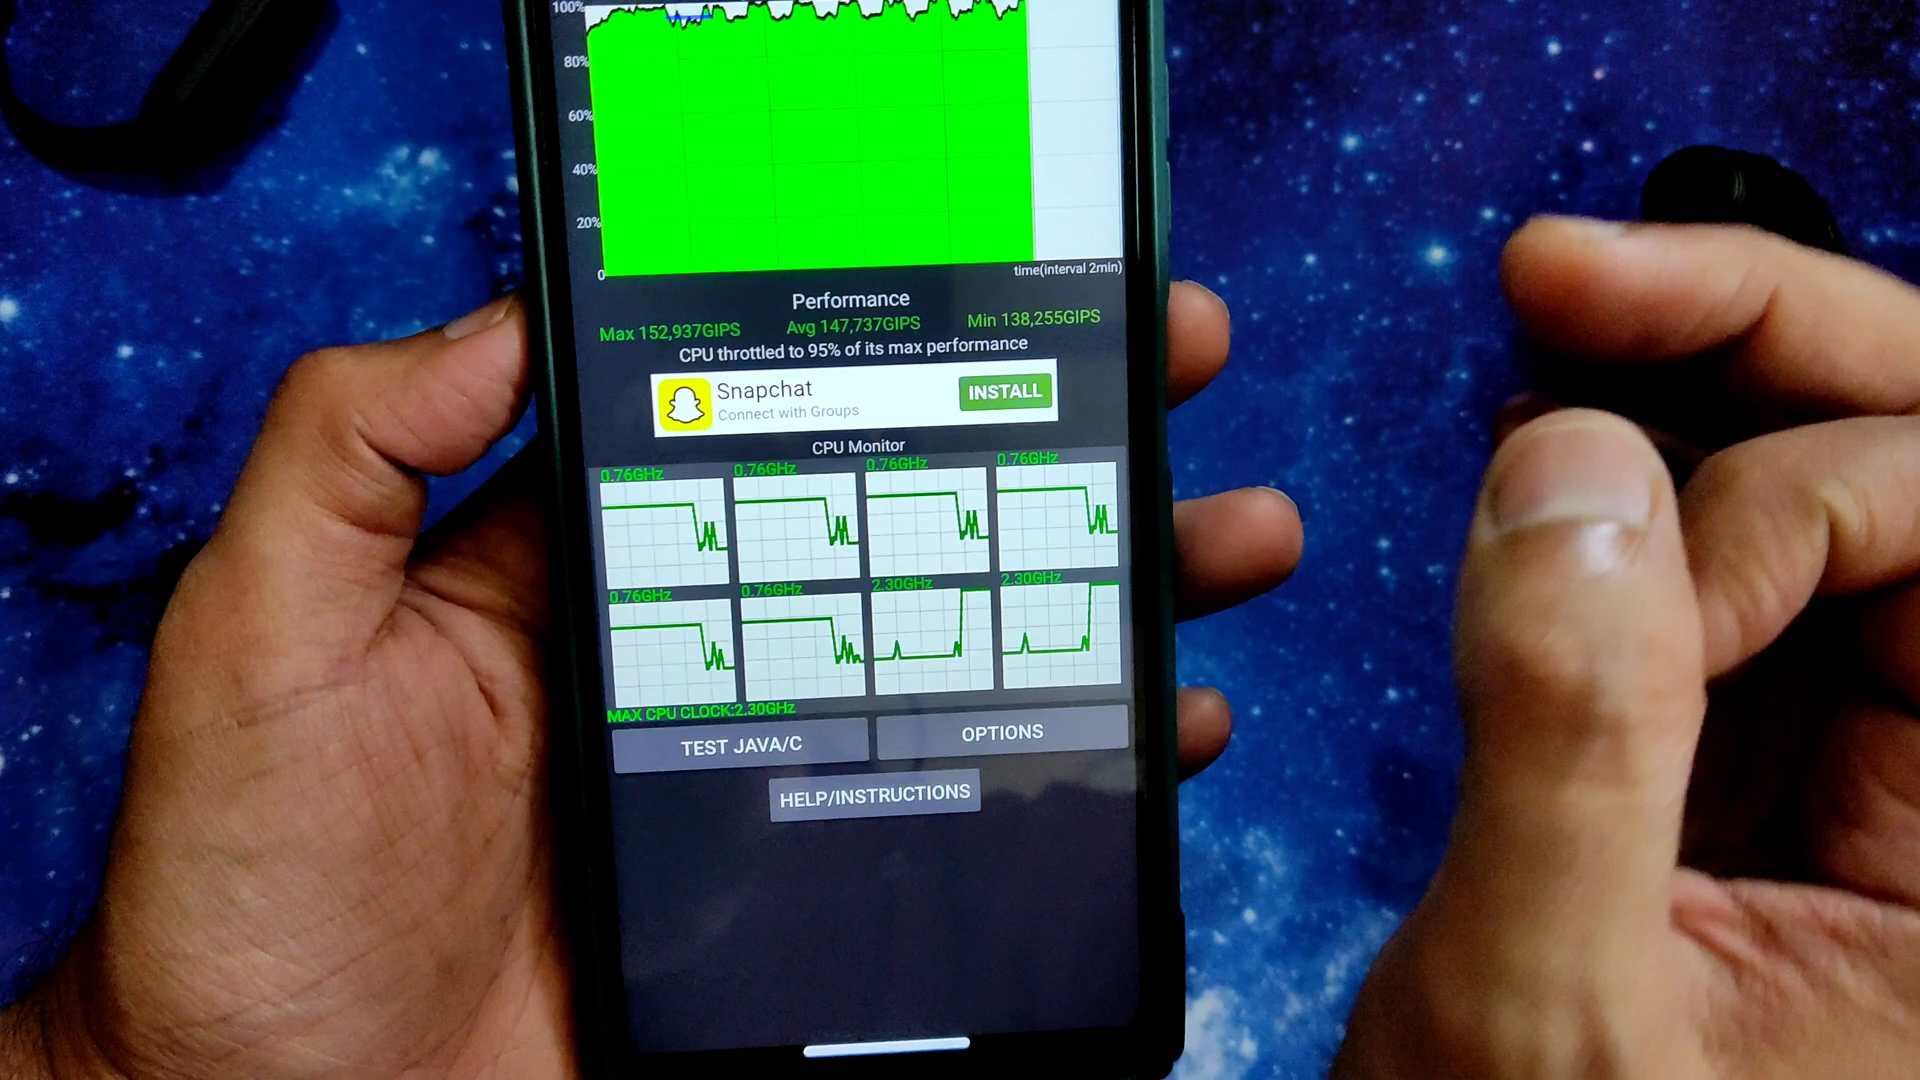 100%
80%
60%
40%
20%
0
time(interval 2min)
Performance
Max 152,937GIPS Avg 147,737GIPS Min 138,255GIPS
CPU throttled to 95% of its max performance
Snapchat
Connect with Groups
INSTALL
CPU Monitor
0.76GHz 0.76GHz 0.76GHz 0.76GHz
0.76GHz 0.76GHz 2.30GHz 2.30GHz
MAX CPU CLOCK:2.30GHz
TEST JAVA/C OPTIONS
HELP/INSTRUCTIONS